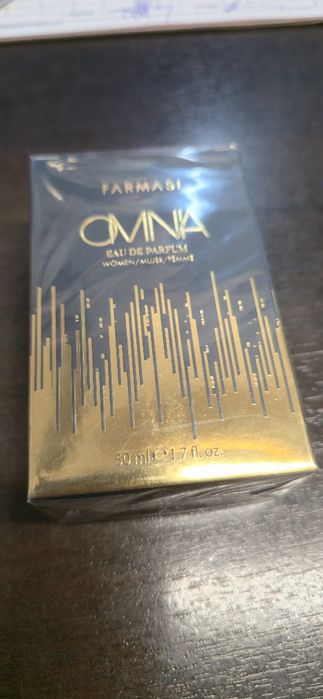 FARMASI
OMNIA
EAU DE PARFUM
WOMEN/MUJER/FEMME
50 ml ℮ 1.7 fl. oz.